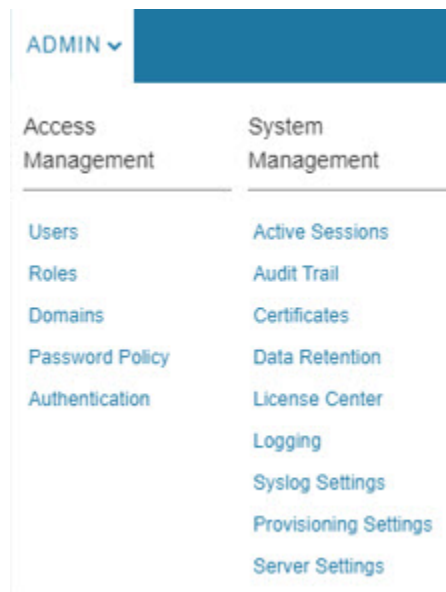 ADMIN
Access
Management
Users
Roles
Domains
Password Policy
Authentication
System
Management
Active Sessions
Audit Trail
Certificates
Data Retention
License Center
Logging
Syslog Settings
Provisioning Settings
Server Settings